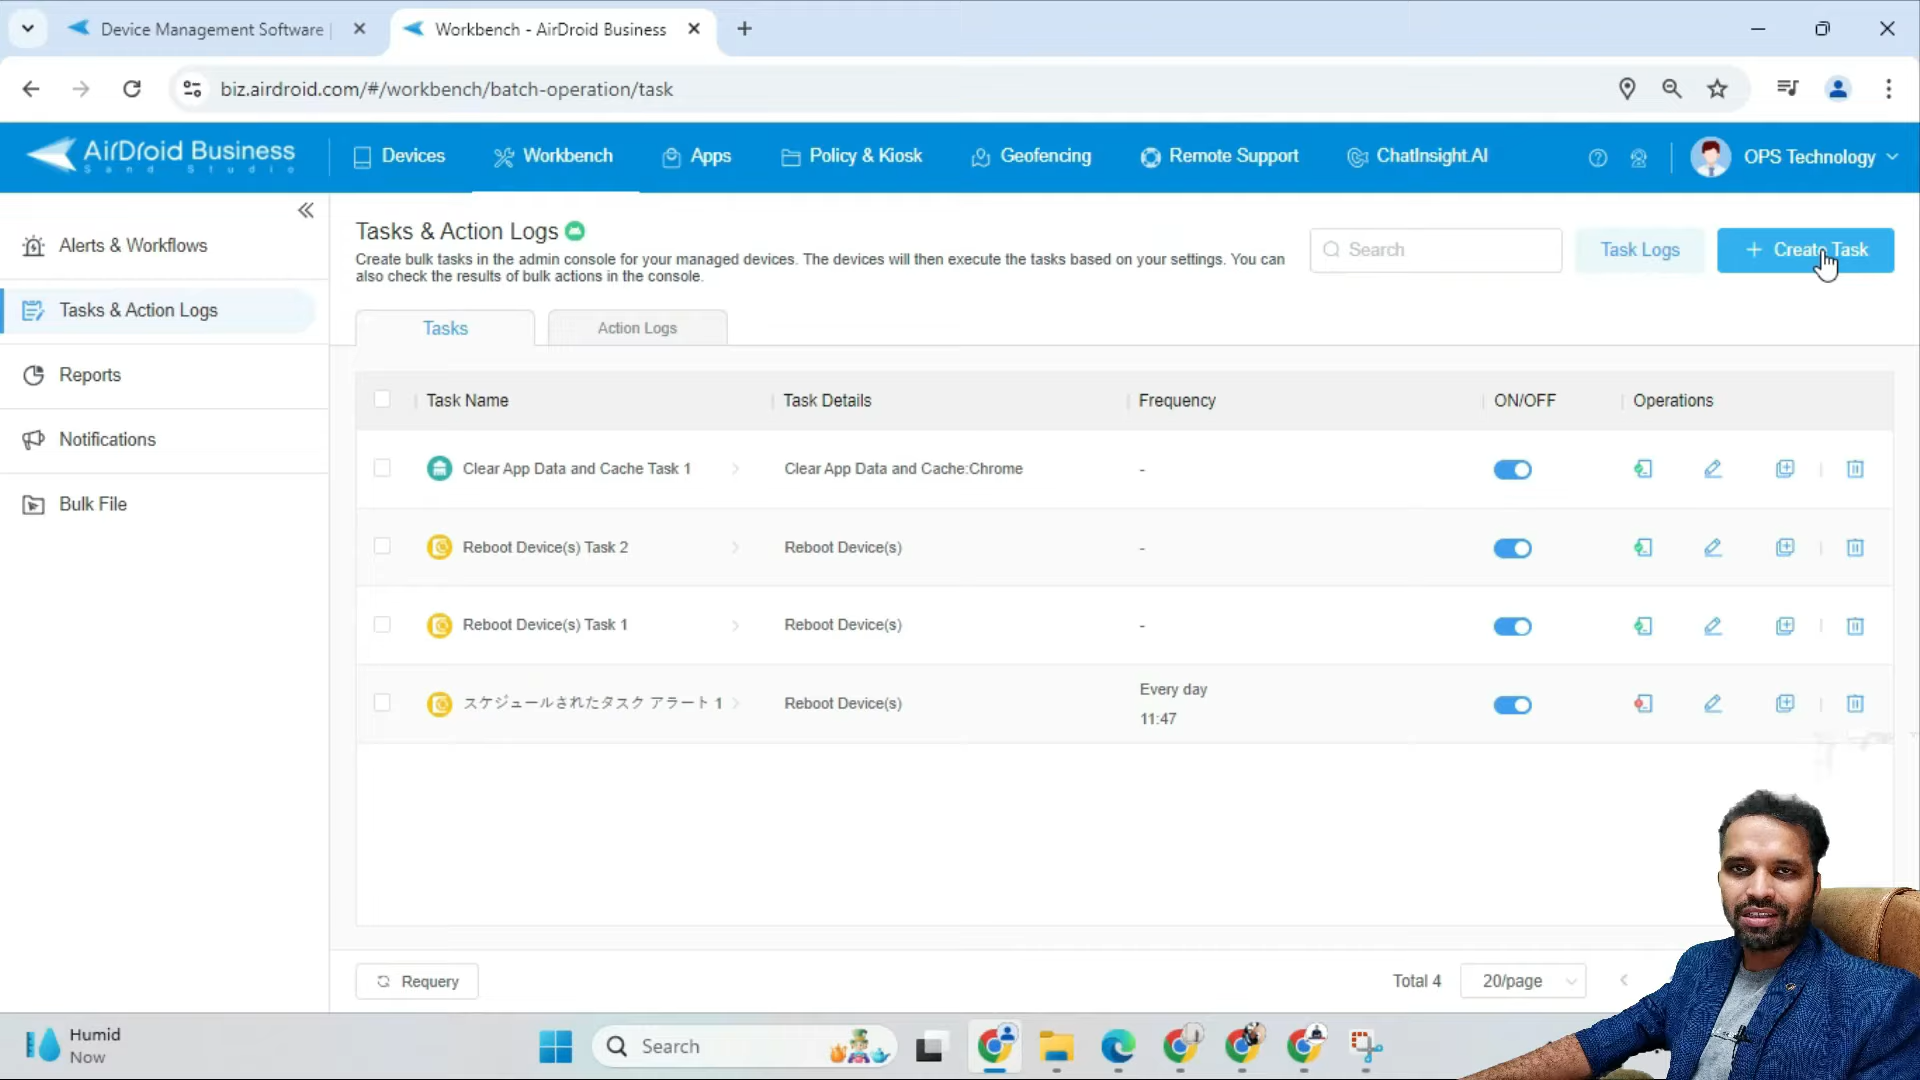 Device Management Software
Workbench - AirDroid Business
biz.airdroid.com/#/workbench/batch-operation/task
AirDroid Business
Sand Studio
Devices
Workbench
Apps
Policy & Kiosk
Geofencing
Remote Support
ChatInsight.AI
OPS Technology
Alerts & Workflows
Tasks & Action Logs
Reports
Notifications
Bulk File
Tasks & Action Logs
Create bulk tasks in the admin console for your managed devices. The devices will then execute the tasks based on your settings. You can
also check the results of bulk actions in the console.
Search
Task Logs
+ Create Task
Tasks
Action Logs
Task Name
Task Details
Frequency
ON/OFF
Operations
Clear App Data and Cache Task 1
Clear App Data and Cache:Chrome
-
Reboot Device(s) Task 2
Reboot Device(s)
-
Reboot Device(s) Task 1
Reboot Device(s)
-
スケジュールされたタスク アラート 1
Reboot Device(s)
Every day
11:47
Requery
Total 4
20/page
Humid
Now
Search